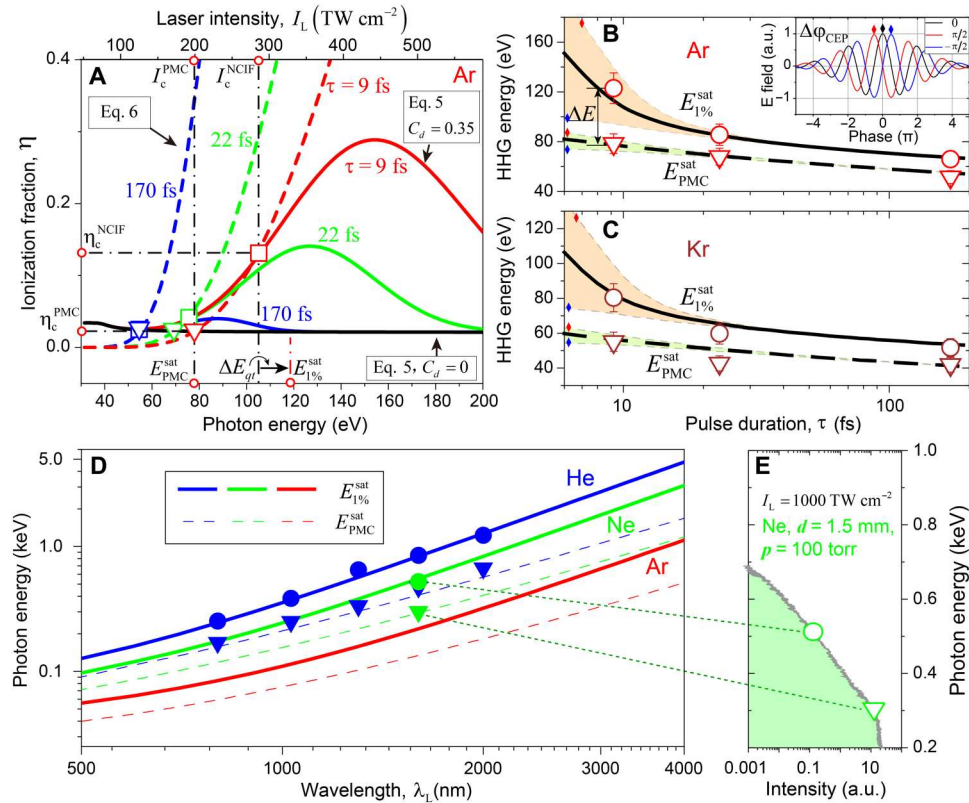 Laser intensity, I_L (TW cm⁻²)
0 100 200 300 400 500
A
I_c^PMC
I_c^NCIF
Ar
τ = 9 fs
Eq. 6
Eq. 5
C_d = 0.35
22 fs
170 fs
τ = 9 fs
22 fs
170 fs
η_c^NCIF
η_c^PMC
E_PMC^sat
ΔE_qt
E_1%^sat
Eq. 5, C_d = 0
0.4
0.2
0.0
Ionization fraction, η
40 60 80 100 120 140 160 180 200
Photon energy (eV)
B
Ar
160
120
80
40
HHG energy (eV)
ΔE
E_1%^sat
E_PMC^sat
Δφ_CEP
0
π/2
−π/2
E field (a.u.)
1
0
−1
−4 −2 0 2 4
Phase (π)
C
Kr
120
100
80
60
40
HHG energy (eV)
E_1%^sat
E_PMC^sat
10 100
Pulse duration, τ (fs)
D
E_1%^sat
E_PMC^sat
He
Ne
Ar
5.0
1.0
0.1
Photon energy (keV)
500 1000 2000 3000 4000
Wavelength, λ_L(nm)
E
I_L = 1000 TW cm⁻²
Ne, d = 1.5 mm,
p = 100 torr
1.0
0.8
0.6
0.4
0.2
Photon energy (keV)
0.001 0.1 10
Intensity (a.u.)